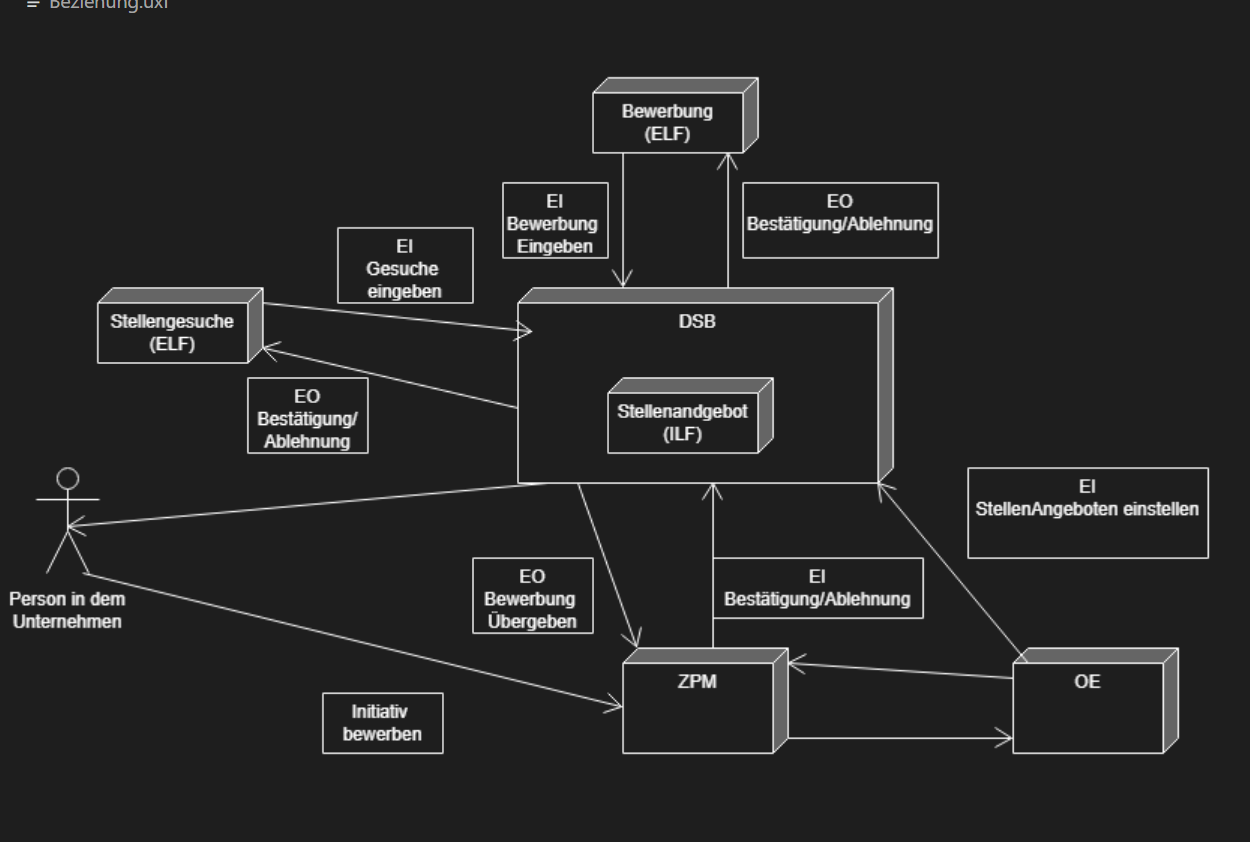 Beziehung.uxf
Bewerbung
(ELF)
EI
Bewerbung
Eingeben
EO
Bestätigung/Ablehnung
EI
Gesuche
eingeben
Stellengesuche
(ELF)
DSB
EO
Bestätigung/
Ablehnung
Stellenandgebot
(ILF)
EI
StellenAngeboten einstellen
Person in dem
Unternehmen
EO
Bewerbung
Übergeben
EI
Bestätigung/Ablehnung
ZPM
OE
Initiativ
bewerben